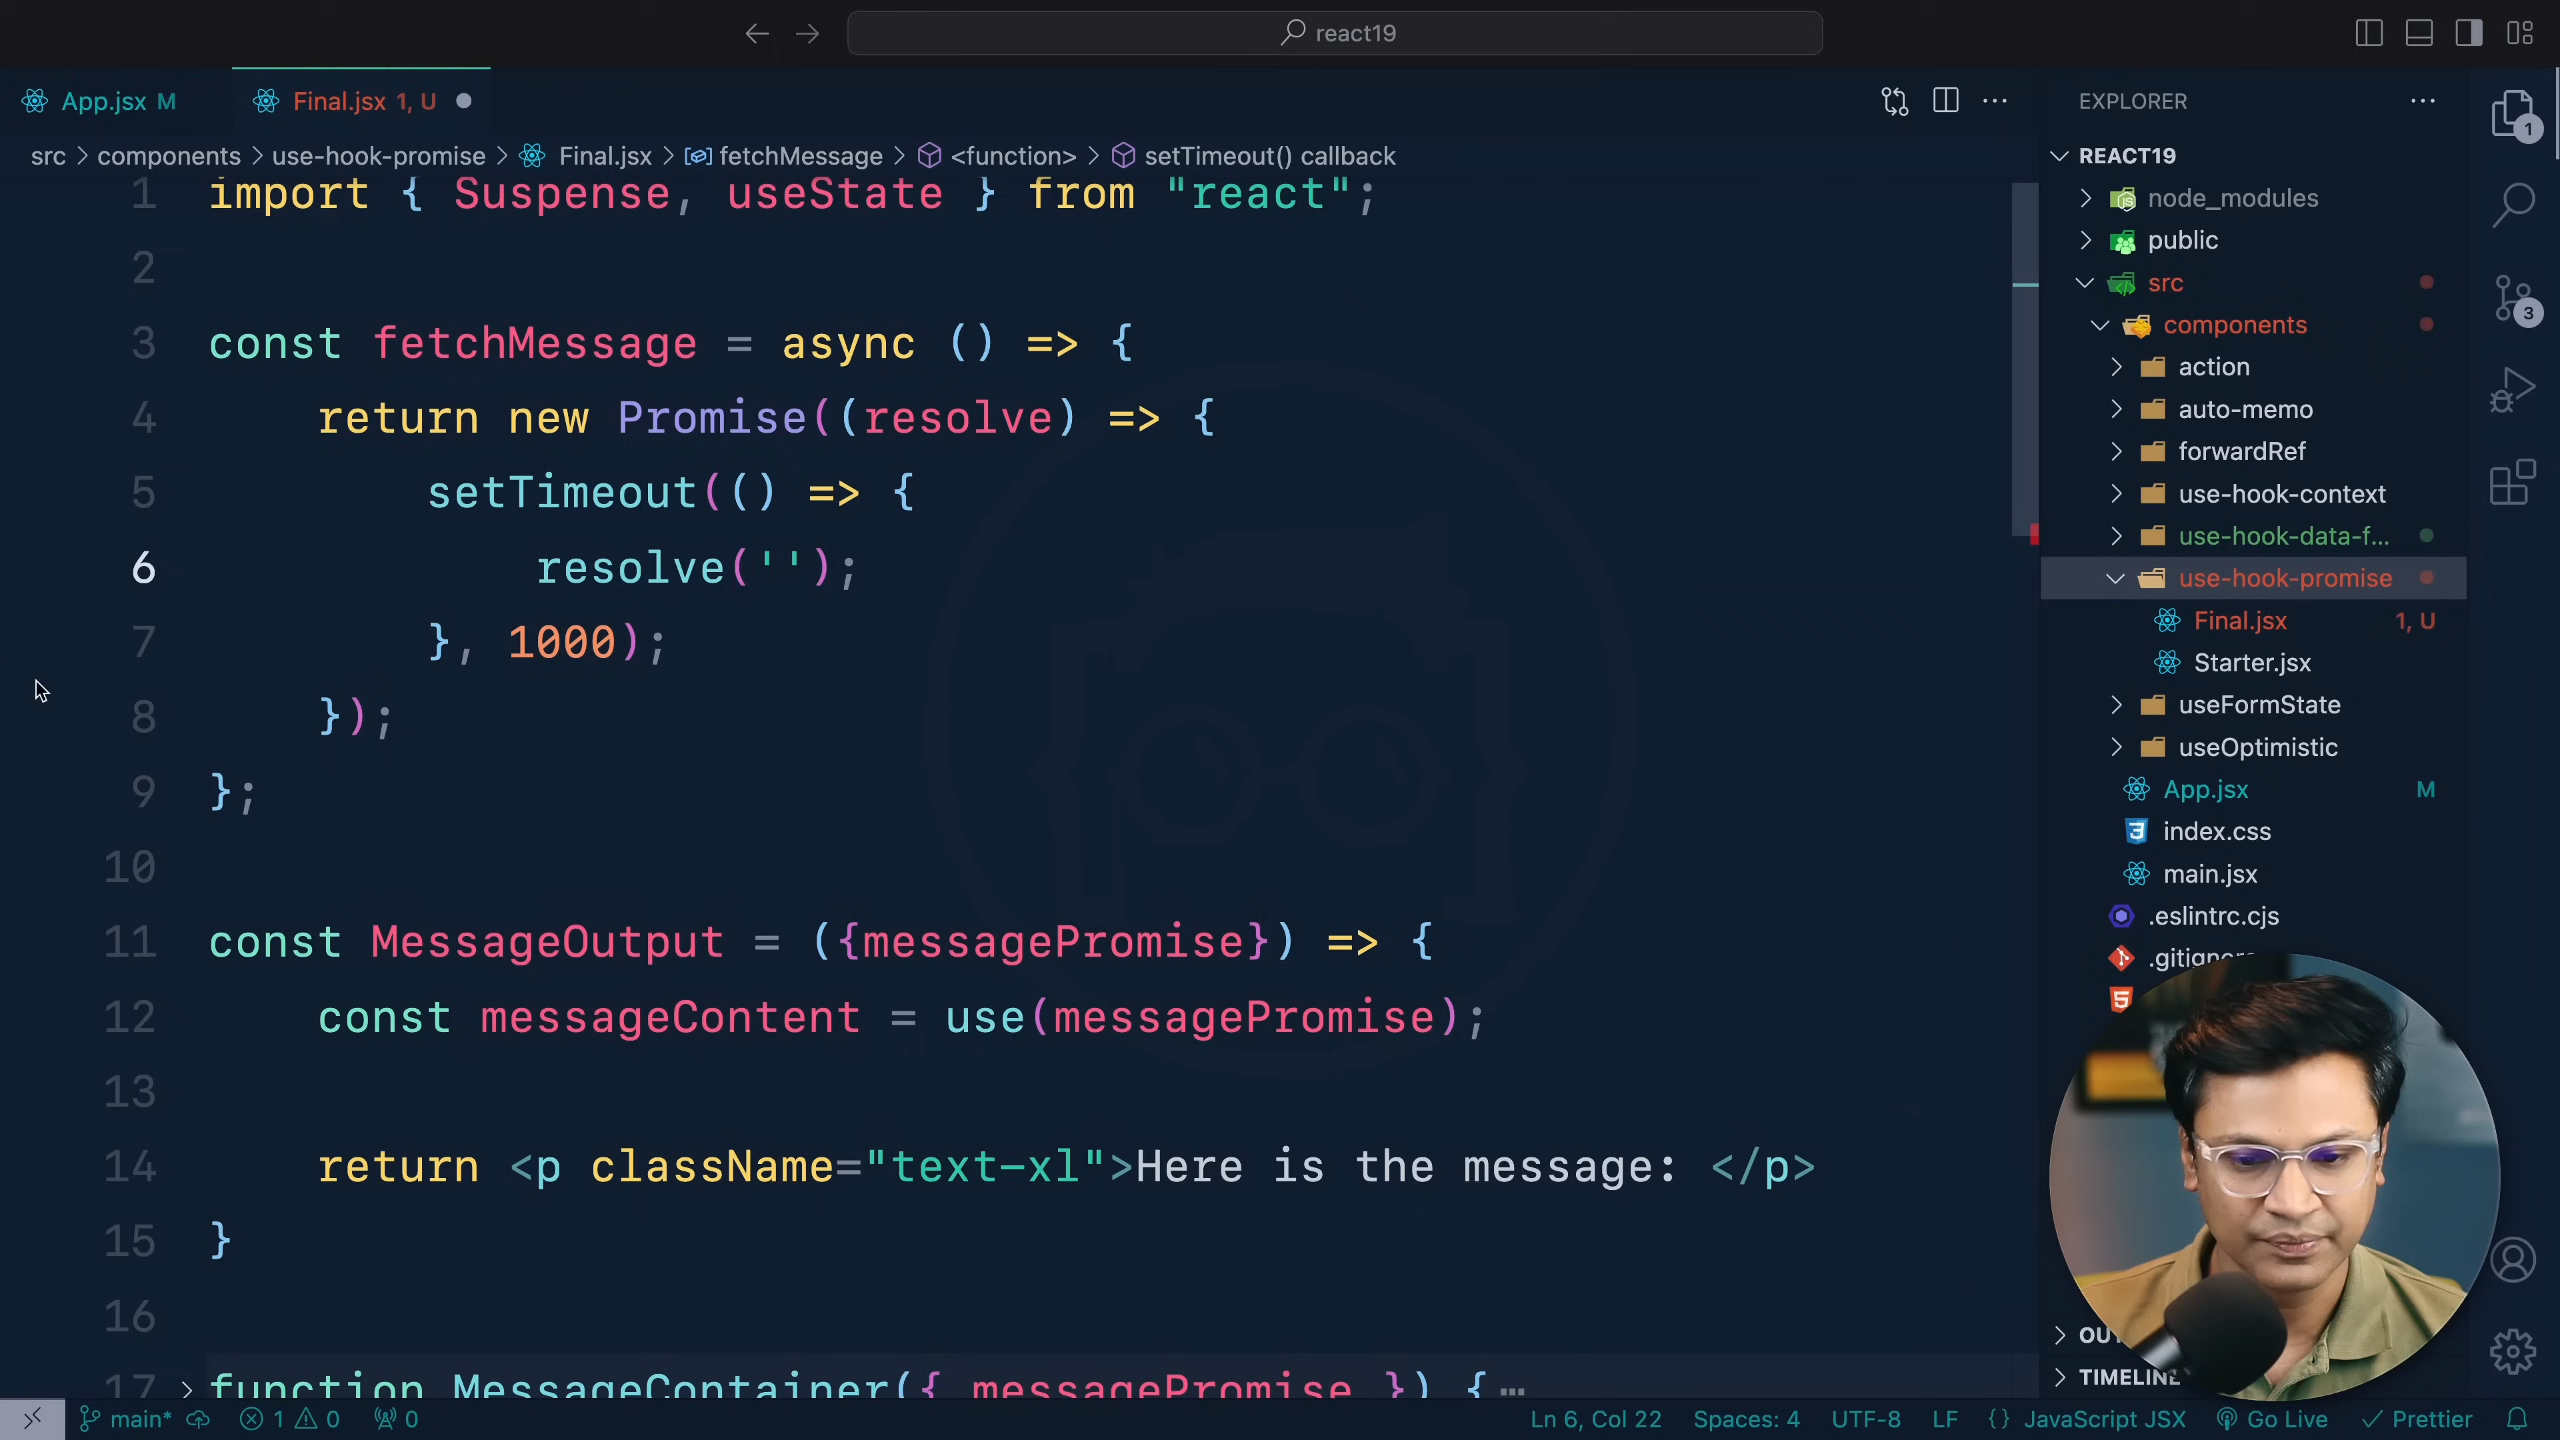 react19
App.jsx M
Final.jsx 1, U
EXPLORER
src > components > use-hook-promise > Final.jsx > fetchMessage > <function> > setTimeout() callback
1 import { Suspense, useState } from "react";
2
3 const fetchMessage = async () => {
4 return new Promise((resolve) => {
5 setTimeout(() => {
6 resolve('');
7 }, 1000);
8 });
9 };
10
11 const MessageOutput = ({messagePromise}) => {
12 const messageContent = use(messagePromise);
13
14 return <p className="text-xl">Here is the message: </p>
15 }
16
17 function MessageContainer({ messagePromise }) {…
REACT19
node_modules
public
src
components
action
auto-memo
forwardRef
use-hook-context
use-hook-data-f...
use-hook-promise
Final.jsx 1, U
Starter.jsx
useFormState
useOptimistic
App.jsx M
index.css
main.jsx
.eslintrc.cjs
.gitignore
TIMELINE
1
3
main* 1 0 0
Ln 6, Col 22 Spaces: 4 UTF-8 LF {} JavaScript JSX Go Live Prettier